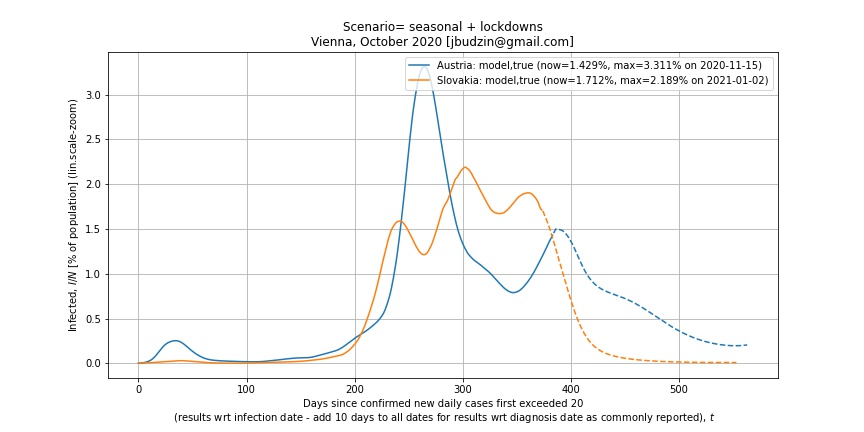 Scenario= seasonal + lockdowns
Vienna, October 2020 [jbudzin@gmail.com]
Austria: model,true (now=1.429%, max=3.311% on 2020-11-15)
Slovakia: model,true (now=1.712%, max=2.189% on 2021-01-02)
Infected, I/N [% of population] (lin.scale-zoom)
3.0
2.5
2.0
1.5
1.0
0.5
0.0
0 100 200 300 400 500
Days since confirmed new daily cases first exceeded 20
(results wrt infection date - add 10 days to all dates for results wrt diagnosis date as commonly reported), t